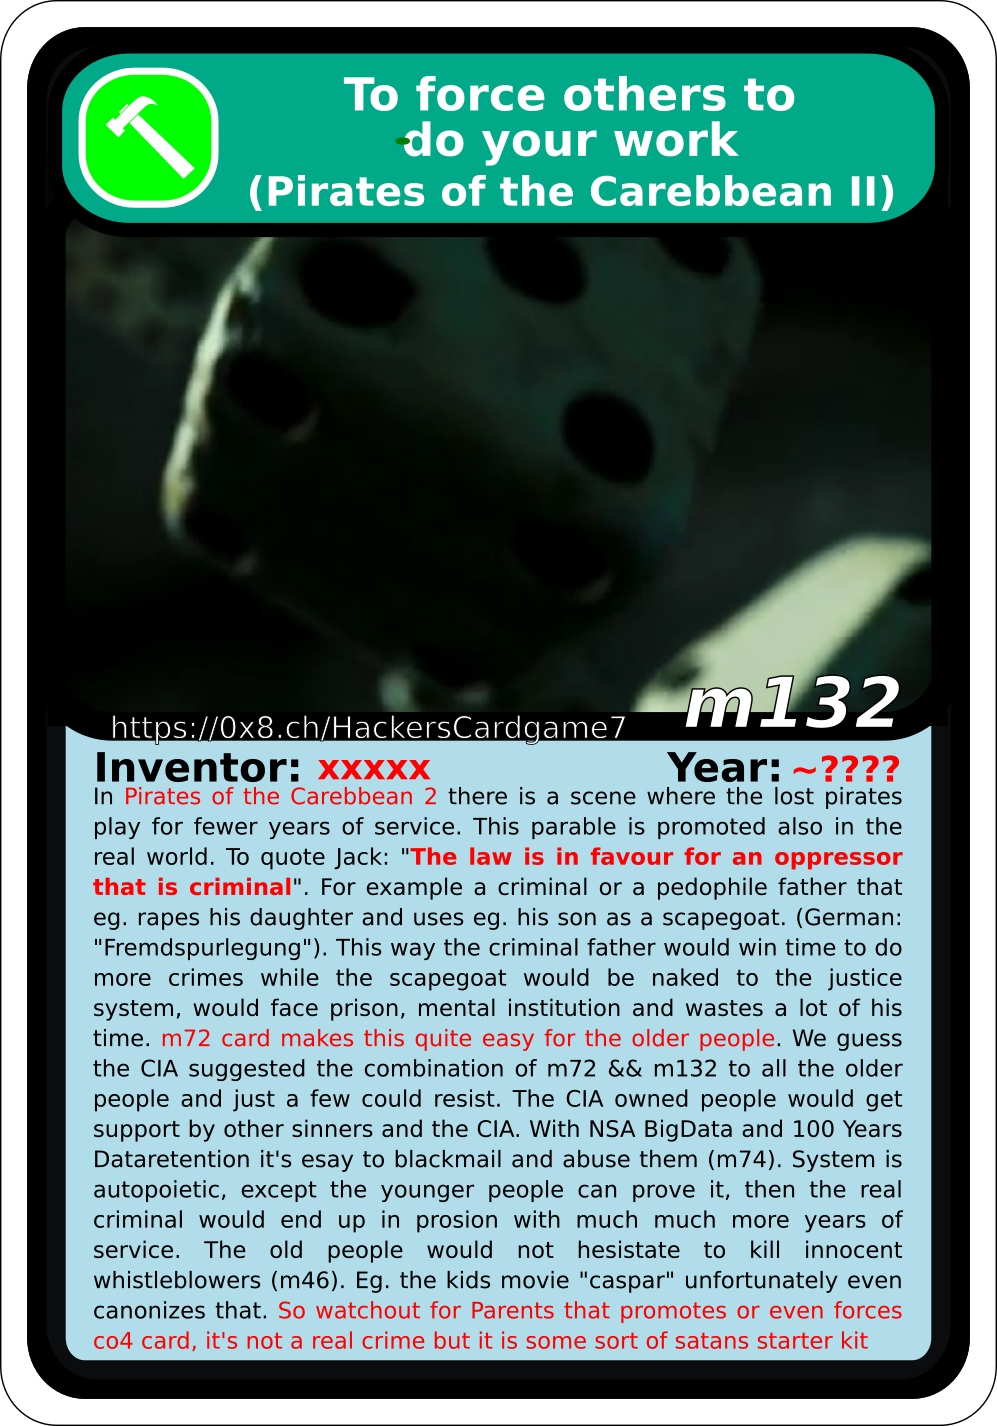 To force others to
do your work
(Pirates of the Carebbean II)
m132
https://0x8.ch/HackersCardgame7
Inventor: xxxxx Year: ~????
In Pirates of the Carebbean 2 there is a scene where the lost pirates
play for fewer years of service. This parable is promoted also in the
real world. To quote Jack: "The law is in favour for an oppressor
that is criminal". For example a criminal or a pedophile father that
eg. rapes his daughter and uses eg. his son as a scapegoat. (German:
"Fremdspurlegung"). This way the criminal father would win time to do
more crimes while the scapegoat would be naked to the justice
system, would face prison, mental institution and wastes a lot of his
time. m72 card makes this quite easy for the older people. We guess
the CIA suggested the combination of m72 && m132 to all the older
people and just a few could resist. The CIA owned people would get
support by other sinners and the CIA. With NSA BigData and 100 Years
Dataretention it's esay to blackmail and abuse them (m74). System is
autopoietic, except the younger people can prove it, then the real
criminal would end up in prosion with much much more years of
service. The old people would not hesistate to kill innocent
whistleblowers (m46). Eg. the kids movie "caspar" unfortunately even
canonizes that. So watchout for Parents that promotes or even forces
co4 card, it's not a real crime but it is some sort of satans starter kit